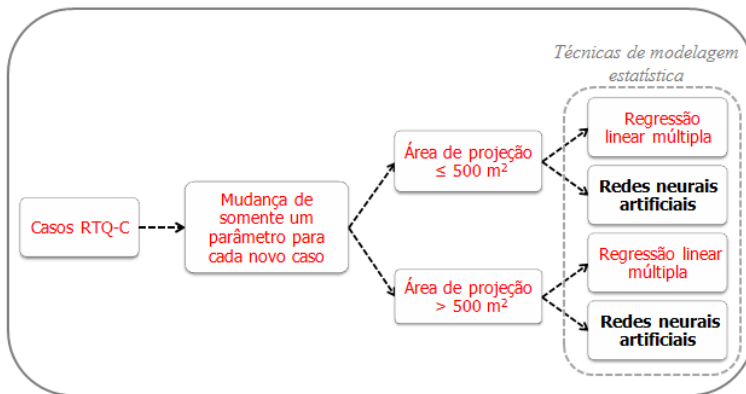 Técnicas de modelagem
estatística
Casos RTQ-C
Mudança de
somente um
parâmetro para
cada novo caso
Área de projeção
≤ 500 m²
Área de projeção
> 500 m²
Regressão
linear múltipla
Redes neurais
artificiais
Regressão linear
múltipla
Redes neurais
artificiais